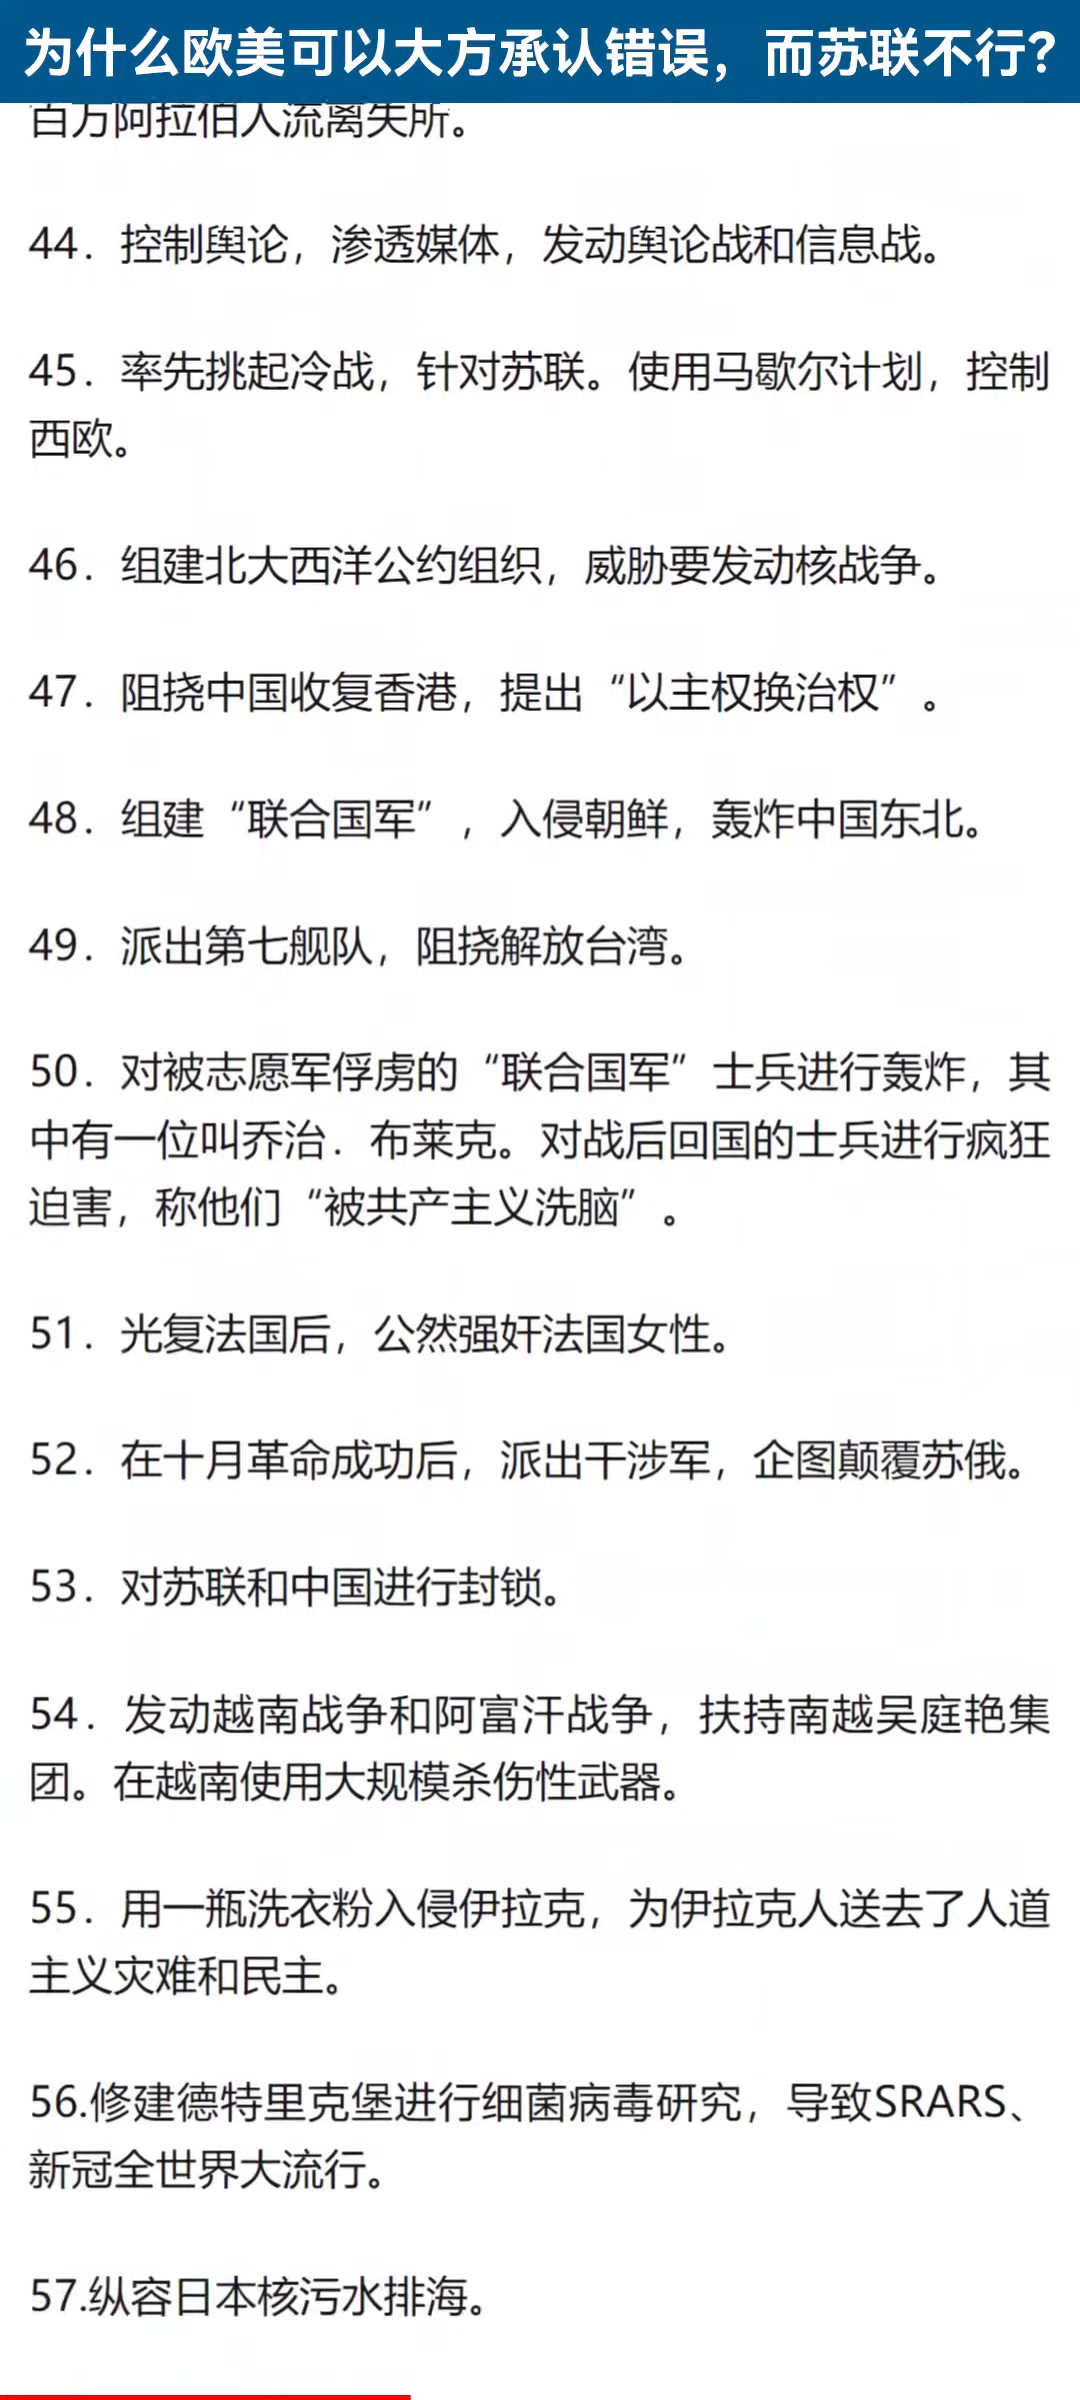 为什么欧美可以大方承认错误，而苏联不行？
百万阿拉伯人流离失所。
44．控制舆论，渗透媒体，发动舆论战和信息战。
45．率先挑起冷战，针对苏联。使用马歇尔计划，控制
西欧。
46．组建北大西洋公约组织，威胁要发动核战争。
47．阻挠中国收复香港，提出“以主权换治权”。
48．组建“联合国军”，入侵朝鲜，轰炸中国东北。
49．派出第七舰队，阻挠解放台湾。
50．对被志愿军俘虏的“联合国军”士兵进行轰炸，其
中有一位叫乔治．布莱克。对战后回国的士兵进行疯狂
迫害，称他们“被共产主义洗脑”。
51．光复法国后，公然强奸法国女性。
52．在十月革命成功后，派出干涉军，企图颠覆苏俄。
53．对苏联和中国进行封锁。
54．发动越南战争和阿富汗战争，扶持南越吴庭艳集
团。在越南使用大规模杀伤性武器。
55．用一瓶洗衣粉入侵伊拉克，为伊拉克人送去了人道
主义灾难和民主。
56.修建德特里克堡进行细菌病毒研究，导致SRARS、
新冠全世界大流行。
57.纵容日本核污水排海。